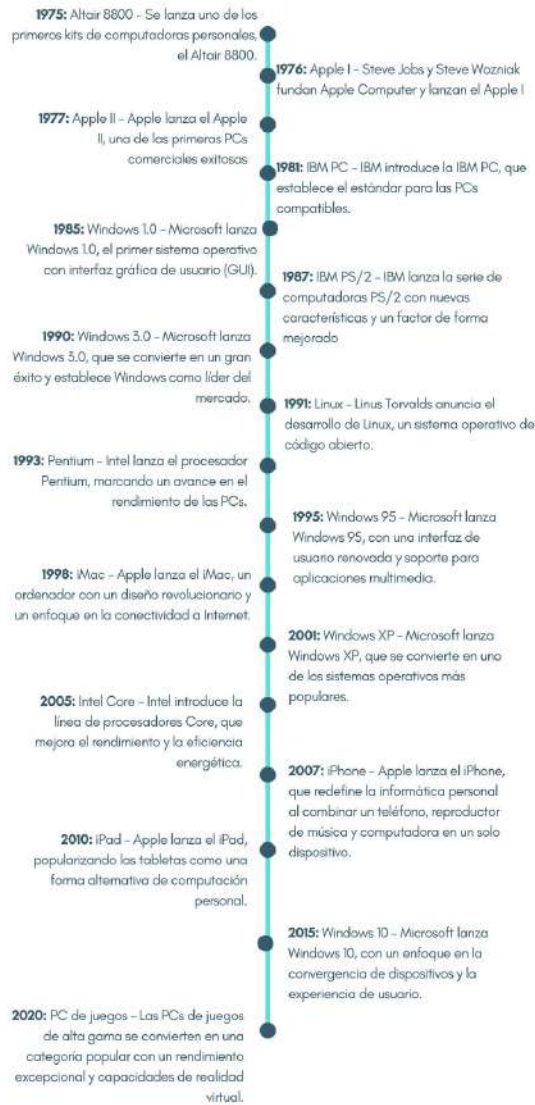 1975: Altair 8800 - Se lanza uno de los
primeros kits de computadoras personales,
el Altair 8800.
1976: Apple I - Steve Jobs y Steve Wozniak
fundan Apple Computer y lanzan el Apple I
1977: Apple II - Apple lanza el Apple
II, una de las primeras PCs
comerciales exitosas
1981: IBM PC - IBM introduce la IBM PC, que
establece el estándar para las PCs
compatibles.
1985: Windows 1.0 - Microsoft lanza
Windows 1.0, el primer sistema operativo
con interfaz gráfica de usuario (GUI).
1987: IBM PS/2 - IBM lanza la serie de
computadoras PS/2 con nuevas
características y un factor de forma
mejorado
1990: Windows 3.0 - Microsoft lanza
Windows 3.0, que se convierte en un gran
éxito y establece Windows como líder del
mercado.
1991: Linux - Linus Torvalds anuncia el
desarrollo de Linux, un sistema operativo de
código abierto.
1993: Pentium - Intel lanza el procesador
Pentium, marcando un avance en el
rendimiento de las PCs.
1995: Windows 95 - Microsoft lanza
Windows 95, con una interfaz de
usuario renovada y soporte para
aplicaciones multimedia.
1998: iMac - Apple lanza el iMac, un
ordenador con un diseño revolucionario y
un enfoque en la conectividad a Internet.
2001: Windows XP - Microsoft lanza
Windows XP, que se convierte en uno
de los sistemas operativos más
populares.
2005: Intel Core - Intel introduce la
línea de procesadores Core, que
mejora el rendimiento y la eficiencia
energética.
2007: iPhone - Apple lanza el iPhone,
que redefine la informática personal
al combinar un teléfono, reproductor
de música y computadora en un solo
dispositivo.
2010: iPad - Apple lanza el iPad,
popularizando las tabletas como una
forma alternativa de computación
personal.
2015: Windows 10 - Microsoft lanza
Windows 10, con un enfoque en la
convergencia de dispositivos y la
experiencia de usuario.
2020: PC de juegos - Las PCs de juegos
de alta gama se convierten en una
categoría popular con un rendimiento
excepcional y capacidades de realidad
virtual.